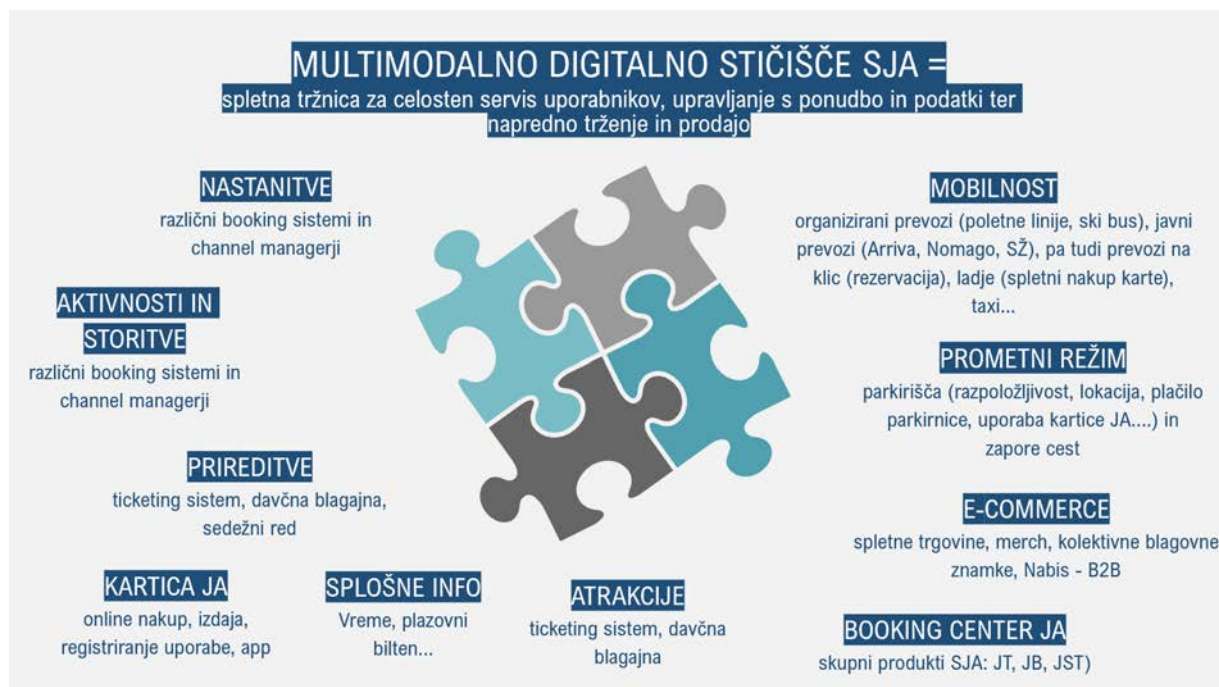 MULTIMODALNO DIGITALNO STIČIŠČE SJA =
spletna tržnica za celosten servis uporabnikov, upravljanje s ponudbo in podatki ter
napredno trženje in prodajo
NASTANITVE
različni booking sistemi in
channel managerji
AKTIVNOSTI IN
STORITVE
različni booking sistemi in
channel managerji
PRIREDITVE
ticketing sistem, davčna blagajna,
sedežni red
KARTICA JA
online nakup, izdaja,
registriranje uporabe, app
SPLOŠNE INFO
Vreme, plazovni
bilten...
ATRAKCIJE
ticketing sistem, davčna
blagajna
MOBILNOST
organizirani prevozi (poletne linije, ski bus), javni
prevozi (Arriva, Nomago, SŽ), pa tudi prevozi na
klic (rezervacija), ladje (spletni nakup karte),
taxi...
PROMETNI REŽIM
parkirišča (razpoložljivost, lokacija, plačilo
parkirnice, uporaba kartice JA....) in
zapore cest
E-COMMERCE
spletne trgovine, merch, kolektivne blagovne
znamke, Nabis - B2B
BOOKING CENTER JA
skupni produkti SJA: JT, JB, JST)